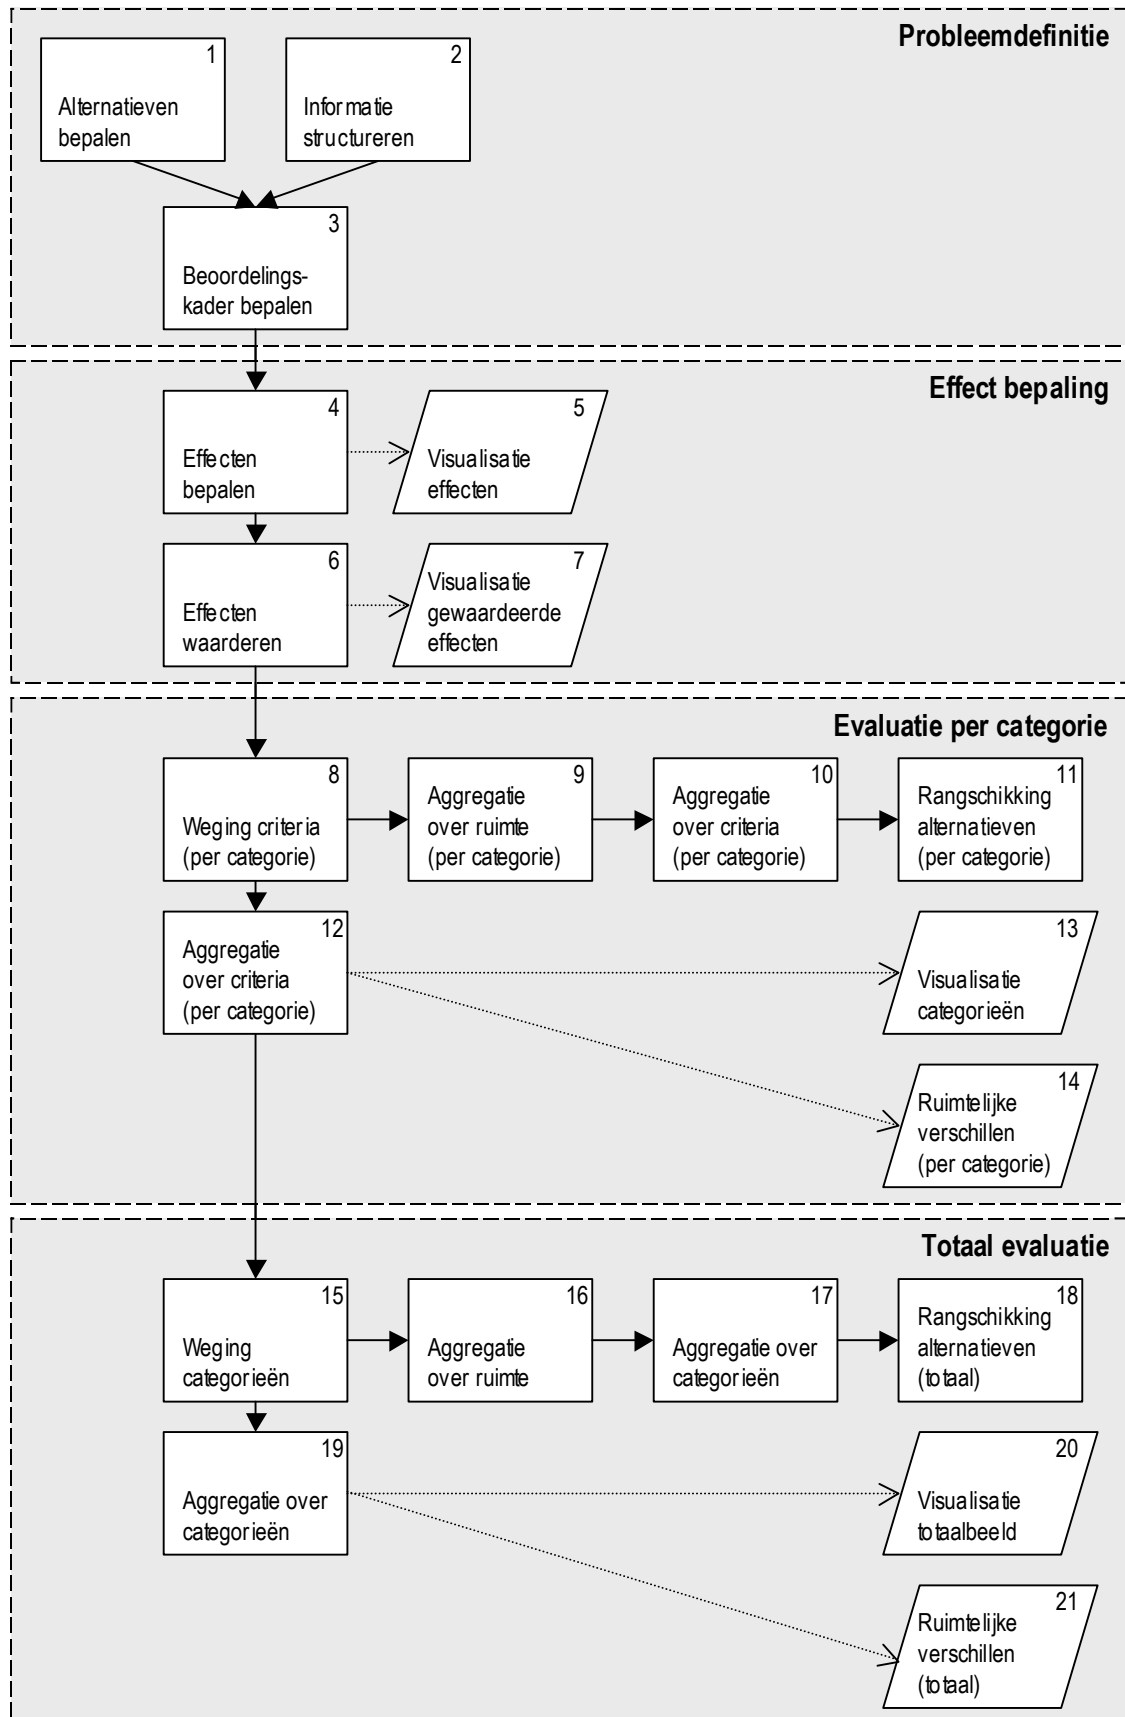 Probleemdefinitie
1
Alternatieven
bepalen
2
Informatie
structureren
3
Beoordelings-
kader bepalen
Effect bepaling
4
Effecten
bepalen
5
Visualisatie
effecten
6
Effecten
waarderen
7
Visualisatie
gewaardeerde
effecten
Evaluatie per categorie
8
Weging criteria
(per categorie)
9
Aggregatie
over ruimte
(per categorie)
10
Aggregatie
over criteria
(per categorie)
11
Rangschikking
alternatieven
(per categorie)
12
Aggregatie
over criteria
(per categorie)
13
Visualisatie
categorieën
14
Ruimtelijke
verschillen
(per categorie)
Totaal evaluatie
15
Weging
categorieën
16
Aggregatie
over ruimte
17
Aggregatie over
categorieën
18
Rangschikking
alternatieven
(totaal)
19
Aggregatie over
categorieën
20
Visualisatie
totaalbeeld
21
Ruimtelijke
verschillen
(totaal)